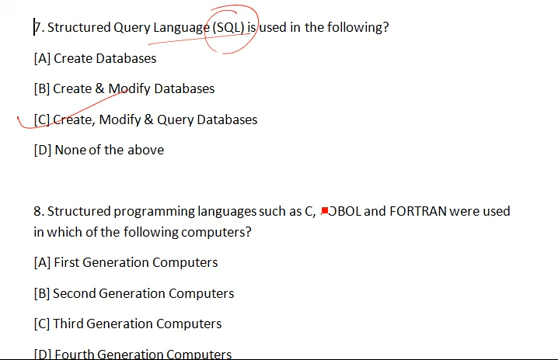 7. Structured Query Language (SQL) is used in the following?
[A] Create Databases
[B] Create & Modify Databases
[C] Create, Modify & Query Databases
[D] None of the above
8. Structured programming languages such as C, COBOL and FORTRAN were used
in which of the following computers?
[A] First Generation Computers
[B] Second Generation Computers
[C] Third Generation Computers
[D] Fourth Generation Computers